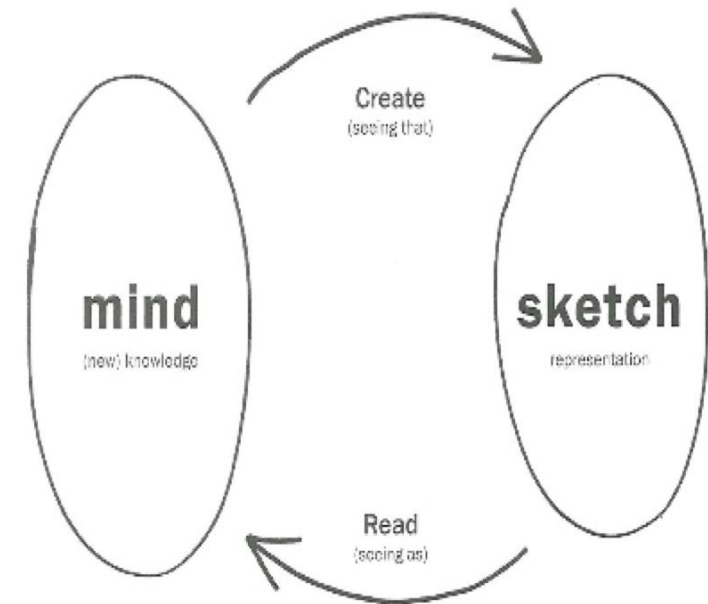 Create
(seeing that)
mind
(new) knowledge
sketch
representation
Read
(seeing as)